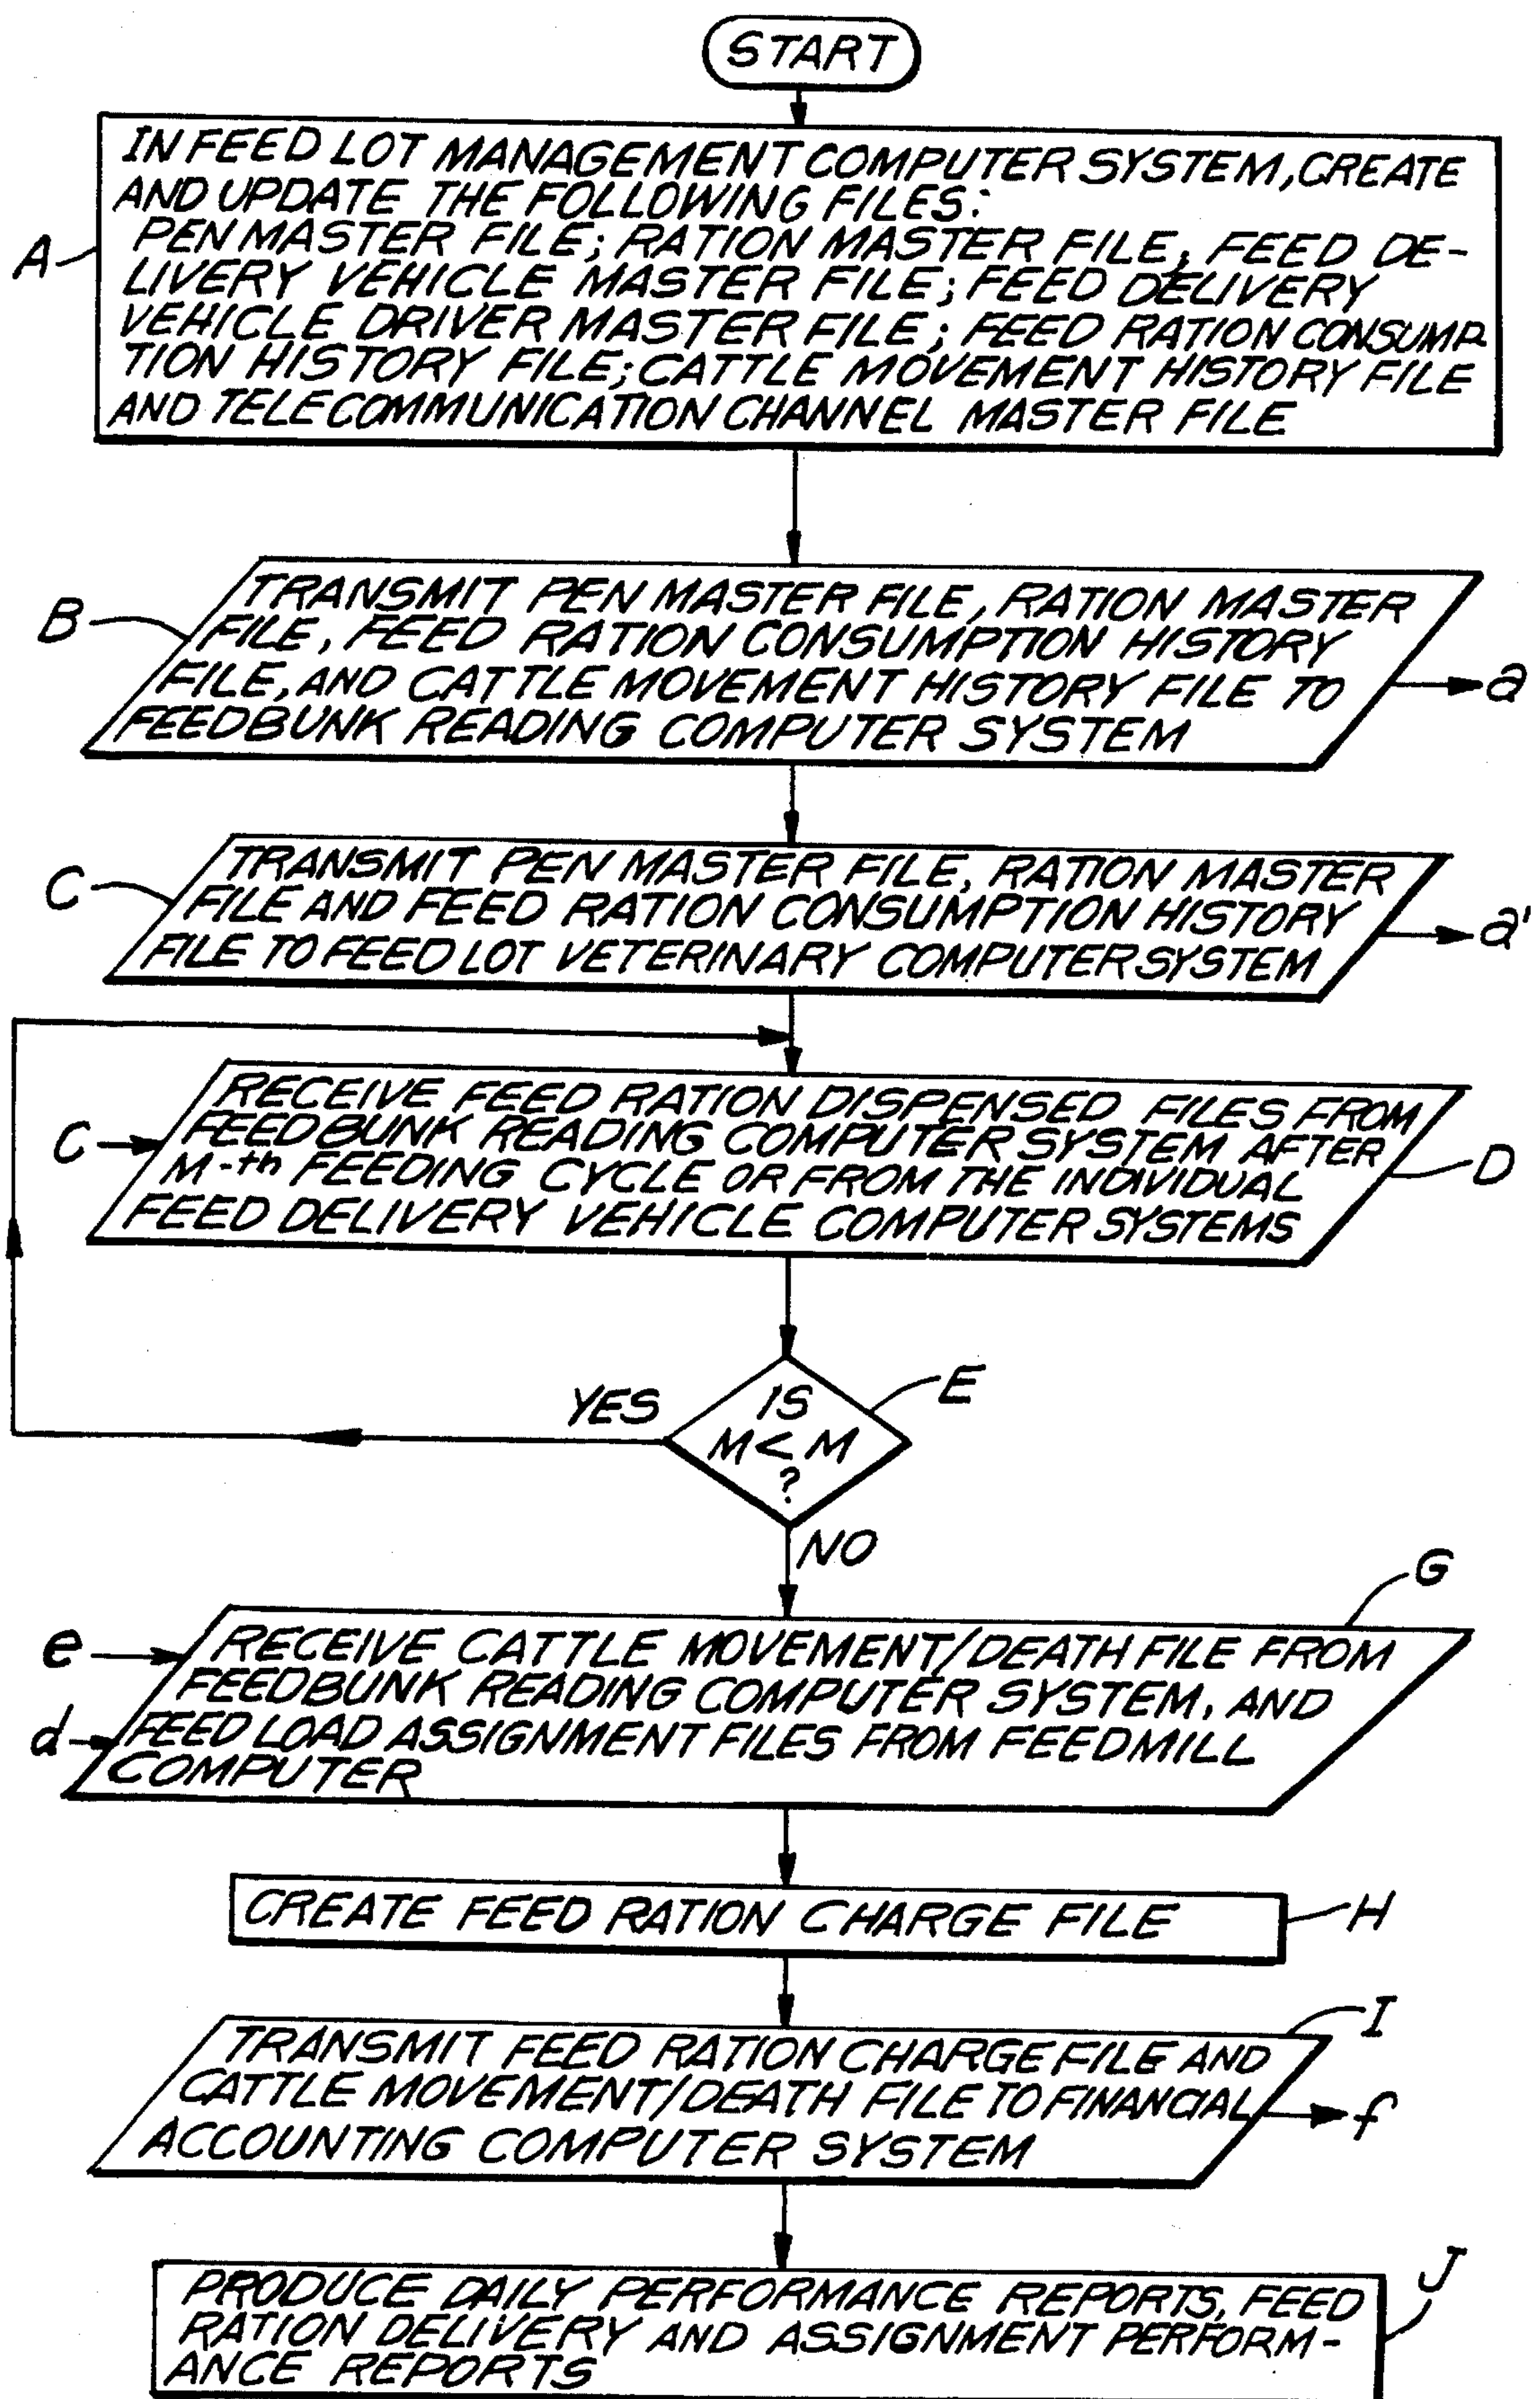 START
IN FEED LOT MANAGEMENT COMPUTER SYSTEM, CREATE
AND UPDATE THE FOLLOWING FILES:
PEN MASTER FILE; RATION MASTER FILE; FEED DE-
A
LIVERY VEHICLE MASTER FILE; FEED DELIVERY
VEHICLE DRIVER MASTER FILE; FEED RATION CONSUMP-
TION HISTORY FILE; CATTLE MOVEMENT HISTORY FILE
AND TELECOMMUNICATION CHANNEL MASTER FILE
TRANSMIT PEN MASTER FILE, RATION MASTER
B
FILE, FEED RATION CONSUMPTION HISTORY
FILE, AND CATTLE MOVEMENT HISTORY FILE TO
a
FEEDBUNK READING COMPUTER SYSTEM
TRANSMIT PEN MASTER FILE, RATION MASTER
C
FILE AND FEED RATION CONSUMPTION HISTORY
a'
FILE TO FEED LOT VETERINARY COMPUTER SYSTEM
RECEIVE FEED RATION DISPENSED FILES FROM
C
FEEDBUNK READING COMPUTER SYSTEM AFTER
M-th FEEDING CYCLE OR FROM THE INDIVIDUAL
D
FEED DELIVERY VEHICLE COMPUTER SYSTEMS
YES
IS
E
M < M
?
NO
G
e
RECEIVE CATTLE MOVEMENT/DEATH FILE FROM
FEEDBUNK READING COMPUTER SYSTEM, AND
d
FEED LOAD ASSIGNMENT FILES FROM FEEDMILL
COMPUTER
CREATE FEED RATION CHARGE FILE
H
I
TRANSMIT FEED RATION CHARGE FILE AND
CATTLE MOVEMENT/DEATH FILE TO FINANCIAL
f
ACCOUNTING COMPUTER SYSTEM
J
PRODUCE DAILY PERFORMANCE REPORTS, FEED
RATION DELIVERY AND ASSIGNMENT PERFORM-
ANCE REPORTS